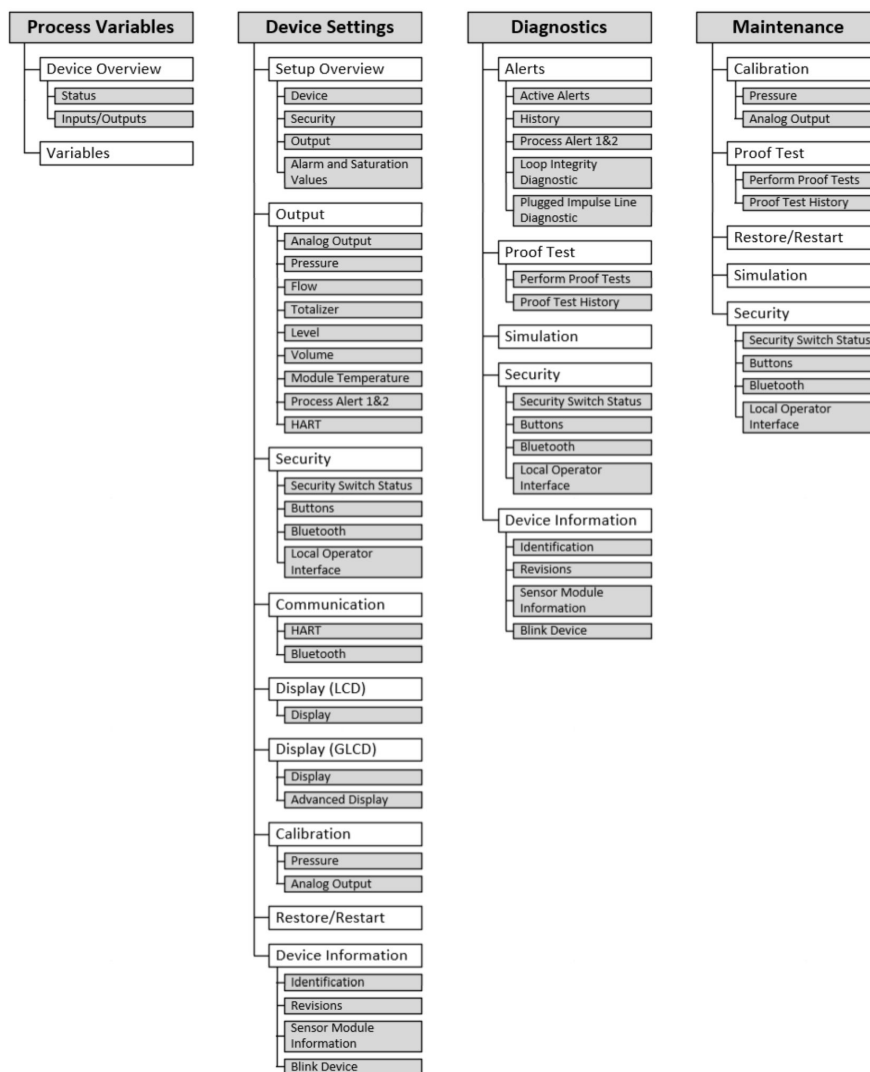 Process Variables
Device Overview
Status
Inputs/Outputs
Variables
Device Settings
Setup Overview
Device
Security
Output
Alarm and Saturation
Values
Output
Analog Output
Pressure
Flow
Totalizer
Level
Volume
Module Temperature
Process Alert 1&2
HART
Security
Security Switch Status
Buttons
Bluetooth
Local Operator
Interface
Communication
HART
Bluetooth
Display (LCD)
Display
Display (GLCD)
Display
Advanced Display
Calibration
Pressure
Analog Output
Restore/Restart
Device Information
Identification
Revisions
Sensor Module
Information
Blink Device
Diagnostics
Alerts
Active Alerts
History
Process Alert 1&2
Loop Integrity
Diagnostic
Plugged Impulse Line
Diagnostic
Proof Test
Perform Proof Tests
Proof Test History
Simulation
Security
Security Switch Status
Buttons
Bluetooth
Local Operator
Interface
Device Information
Identification
Revisions
Sensor Module
Information
Blink Device
Maintenance
Calibration
Pressure
Analog Output
Proof Test
Perform Proof Tests
Proof Test History
Restore/Restart
Simulation
Security
Security Switch Status
Buttons
Bluetooth
Local Operator
Interface